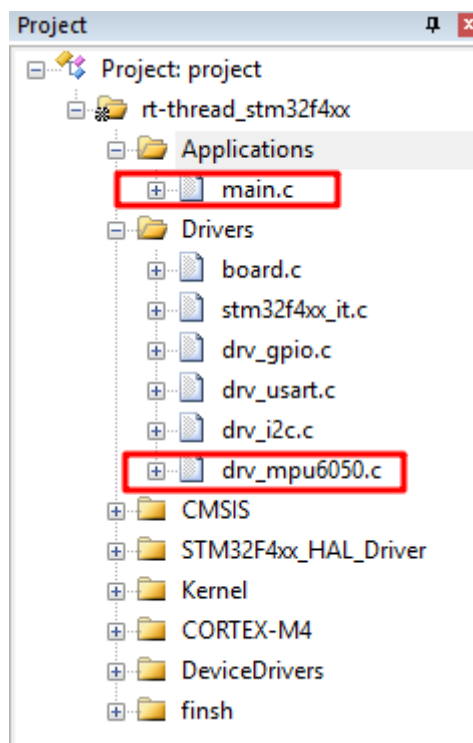 Project
Project: project
rt-thread_stm32f4xx
Applications
main.c
Drivers
board.c
stm32f4xx_it.c
drv_gpio.c
drv_usart.c
drv_i2c.c
drv_mpu6050.c
CMSIS
STM32F4xx_HAL_Driver
Kernel
CORTEX-M4
DeviceDrivers
finsh